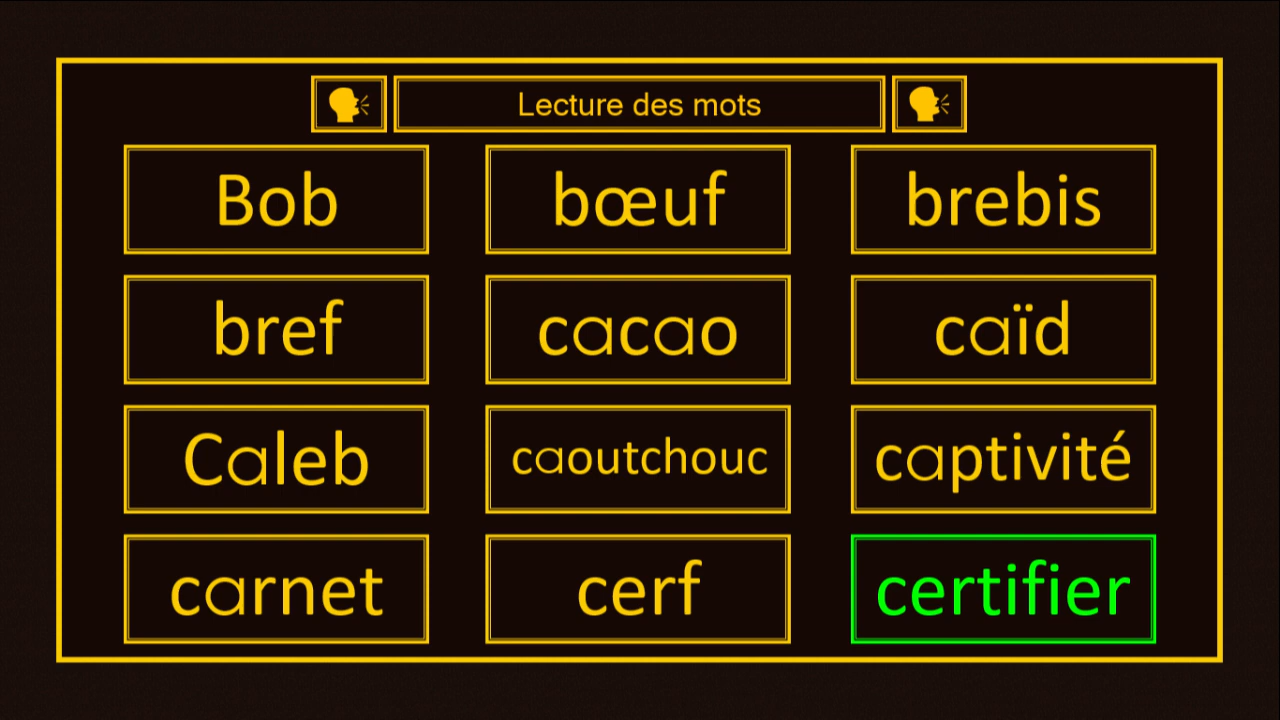 Lecture des mots
Bob
bœuf
brebis
bref
cacao
caïd
Caleb
caoutchouc
captivité
carnet
cerf
certifier